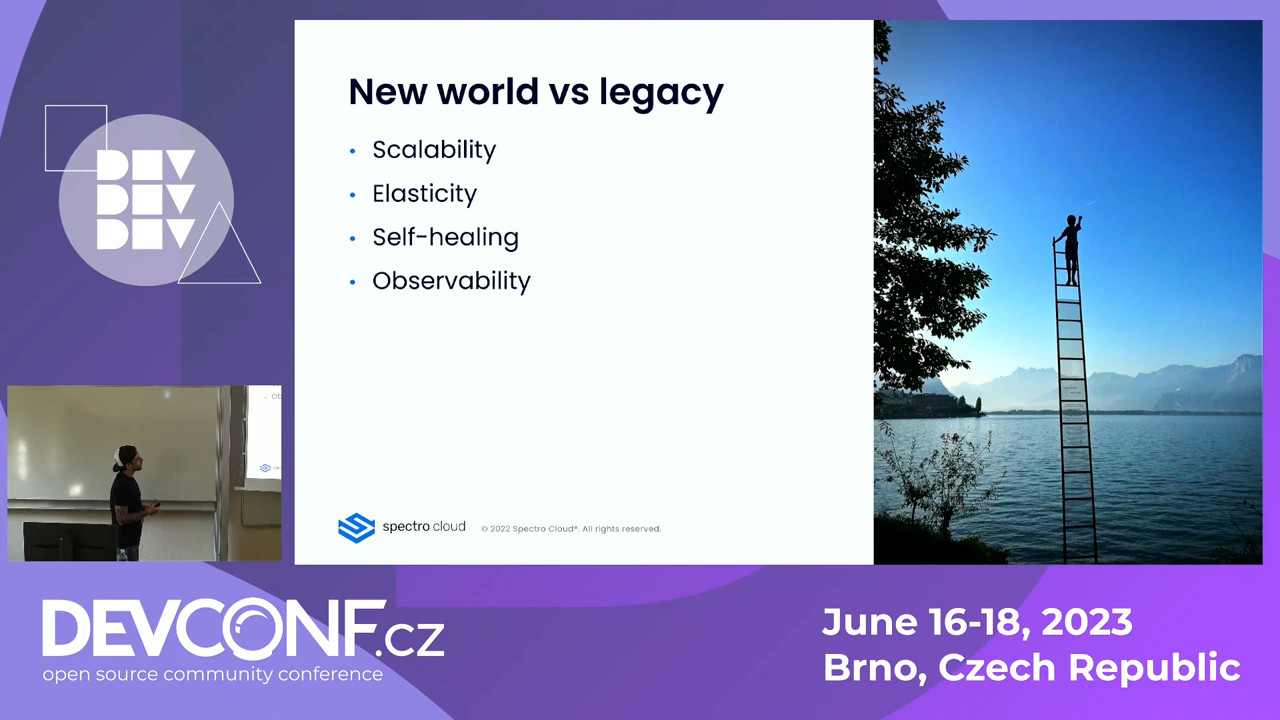 DEV
DEV
DEV
New world vs legacy
• Scalability
• Elasticity
• Self-healing
• Observability
spectro cloud © 2022 Spectro Cloud®. All rights reserved.
DEVCONF.cz
open source community conference
June 16-18, 2023
Brno, Czech Republic